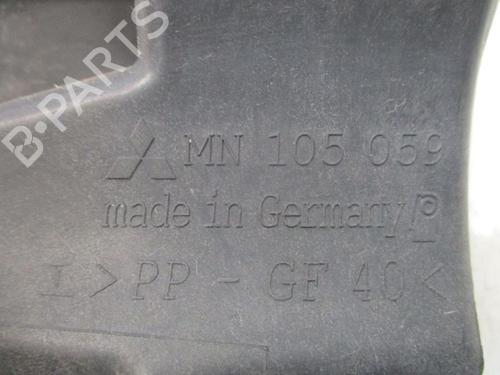 B-PARTS
MN 105 059
made in Germany
>PP - GF 40<